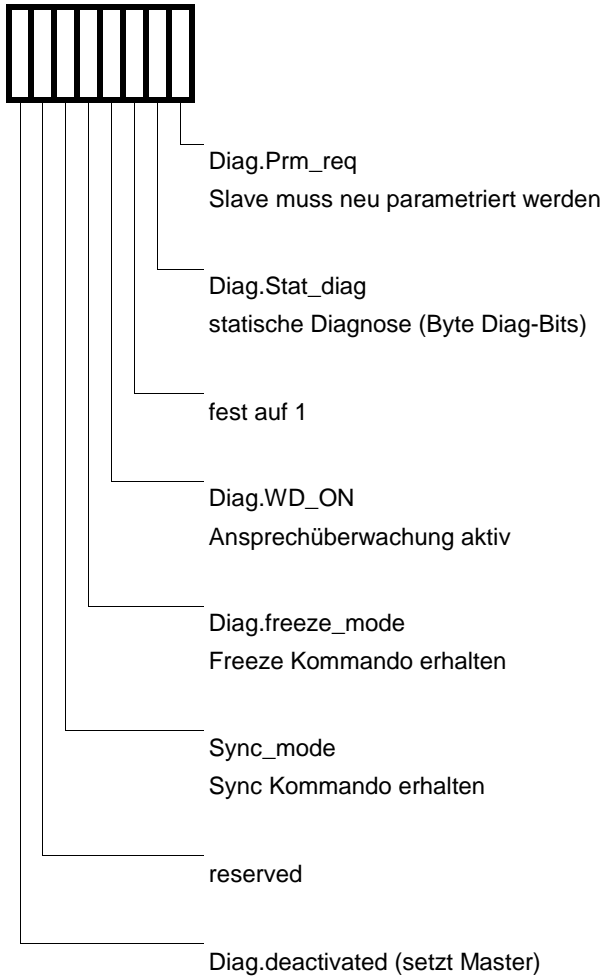 Diag.Prm_req
Slave muss neu parametriert werden
Diag.Stat_diag
statische Diagnose (Byte Diag-Bits)
fest auf 1
Diag.WD_ON
Ansprechüberwachung aktiv
Diag.freeze_mode
Freeze Kommando erhalten
Sync_mode
Sync Kommando erhalten
reserved
Diag.deactivated (setzt Master)